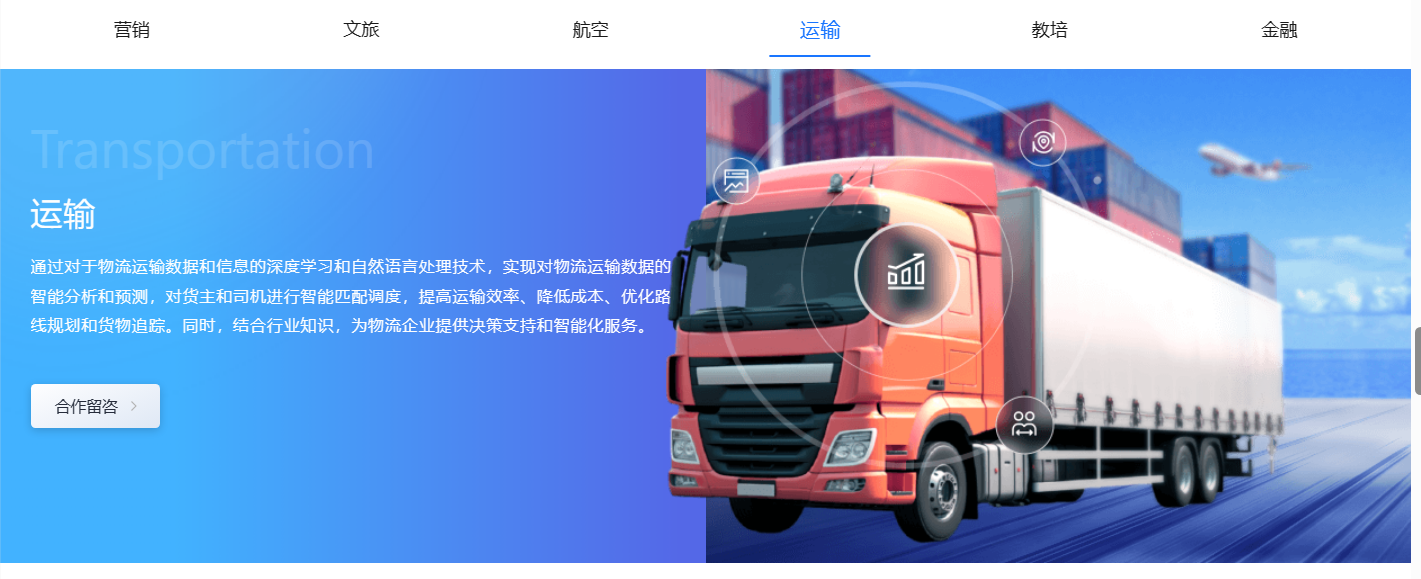 营销
文旅
航空
运输
教培
金融
Transportation
运输
通过对于物流运输数据和信息的深度学习和自然语言处理技术，实现对物流运输数据的
智能分析和预测，对货主和司机进行智能匹配调度，提高运输效率、降低成本、优化路
线规划和货物追踪。同时，结合行业知识，为物流企业提供决策支持和智能化服务。
合作留咨